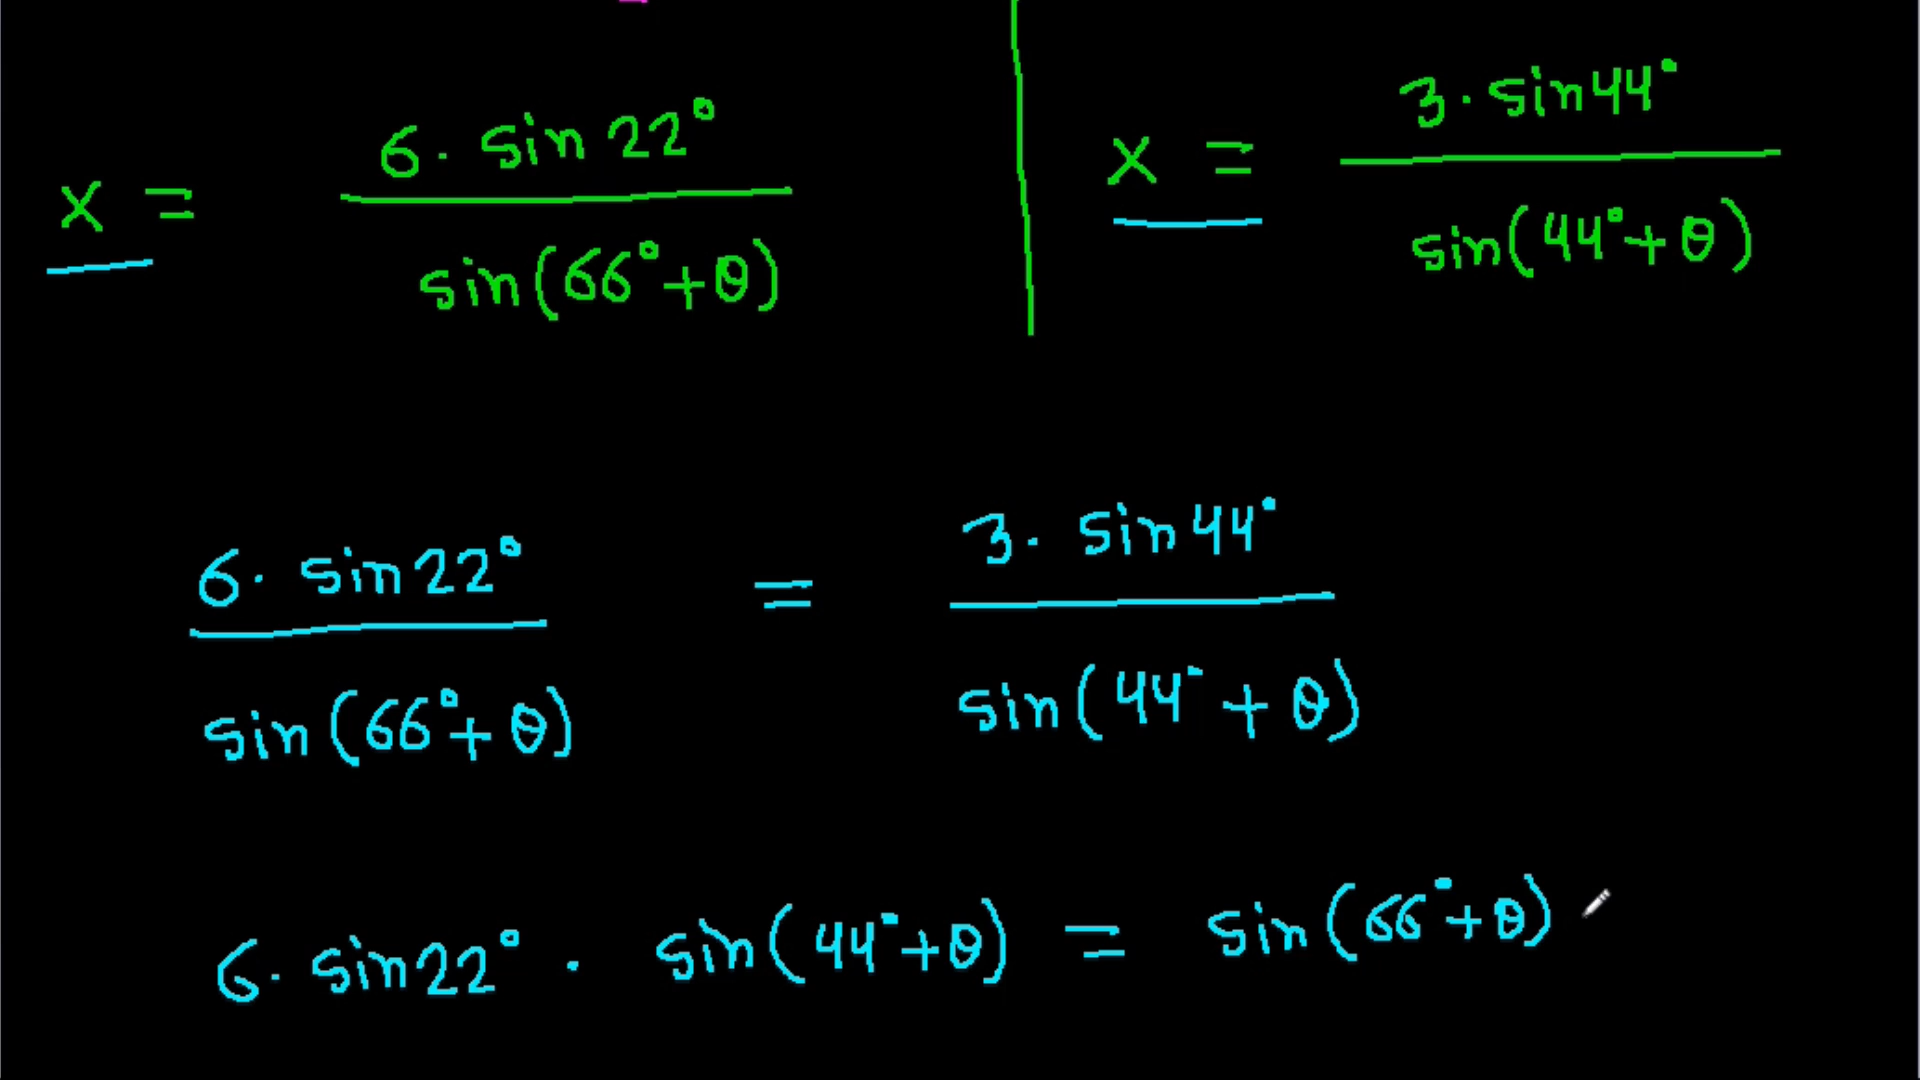 x = 6 · sin 22° / sin(66° + θ)
x = 3 · sin 44° / sin(44° + θ)
6 · sin 22° / sin(66° + θ) = 3 · sin 44° / sin(44° + θ)
6 · sin 22° · sin(44° + θ) = sin(66° + θ)